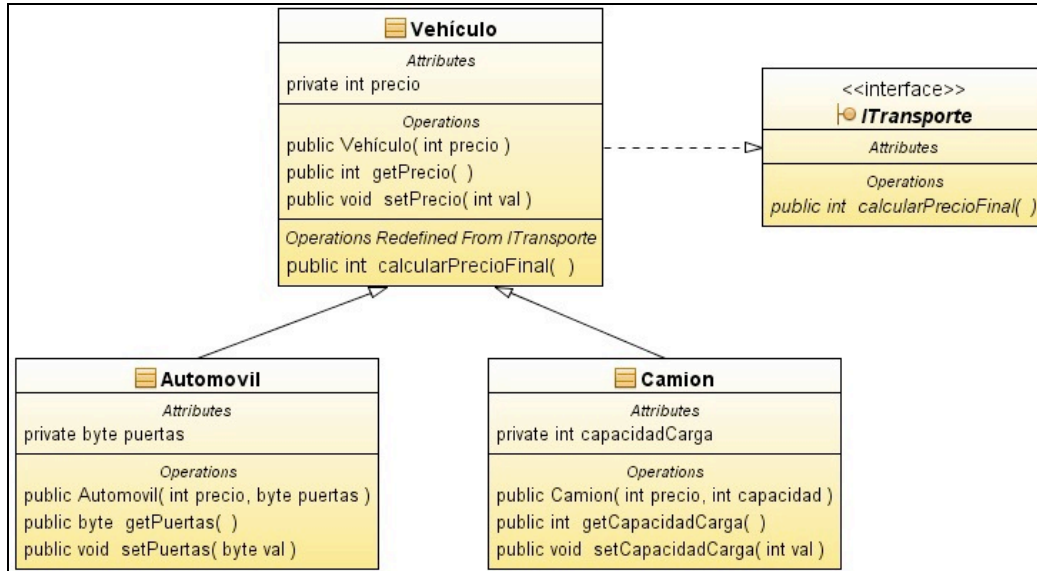 Vehículo
Attributes
private int precio
Operations
public Vehículo( int precio )
public int getPrecio( )
public void setPrecio( int val )
Operations Redefined From ITransporte
public int calcularPrecioFinal( )
<<interface>>
ITransporte
Attributes
Operations
public int calcularPrecioFinal( )
Automovil
Attributes
private byte puertas
Operations
public Automovil( int precio, byte puertas )
public byte getPuertas( )
public void setPuertas( byte val )
Camion
Attributes
private int capacidadCarga
Operations
public Camion( int precio, int capacidad )
public int getCapacidadCarga( )
public void setCapacidadCarga( int val )